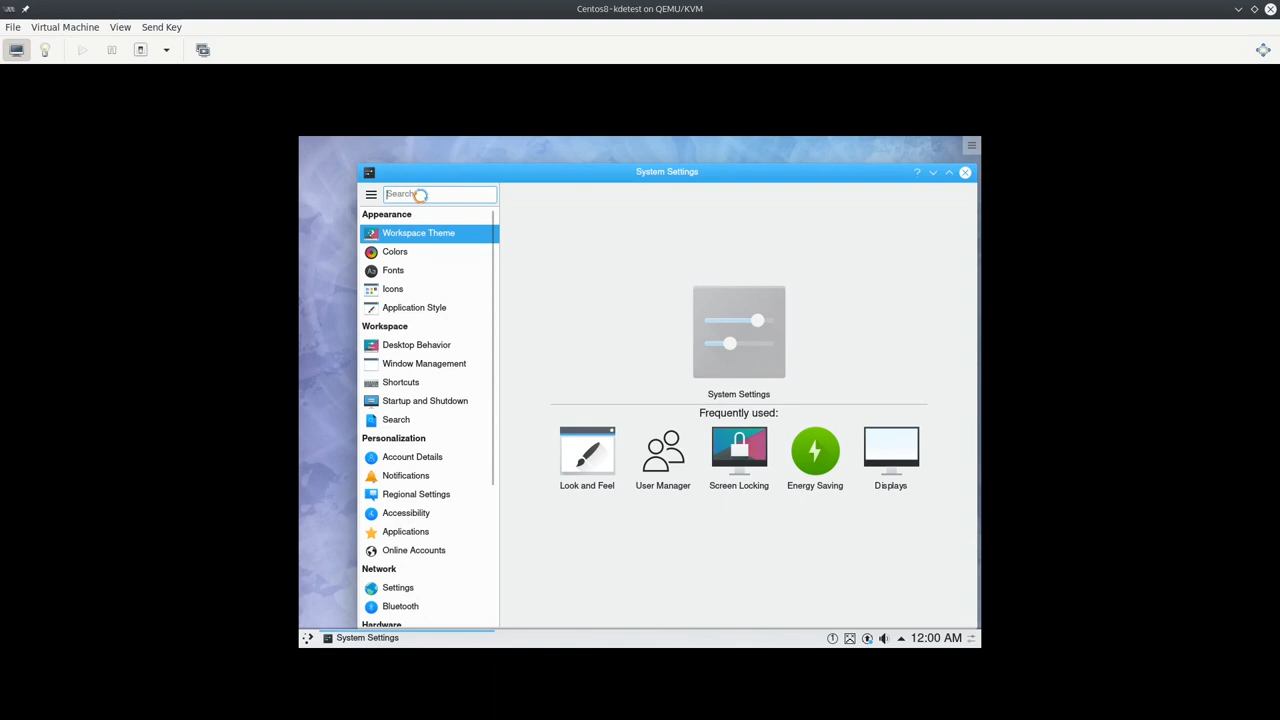 Centos8-kdetest on QEMU/KVM
File Virtual Machine View Send Key
System Settings
Search
Appearance
Workspace Theme
Colors
Fonts
Icons
Application Style
Workspace
Desktop Behavior
Window Management
Shortcuts
Startup and Shutdown
Search
Personalization
Account Details
Notifications
Regional Settings
Accessibility
Applications
Online Accounts
Network
Settings
Bluetooth
Hardware
System Settings
Frequently used:
Look and Feel User Manager Screen Locking Energy Saving Displays
System Settings 12:00 AM